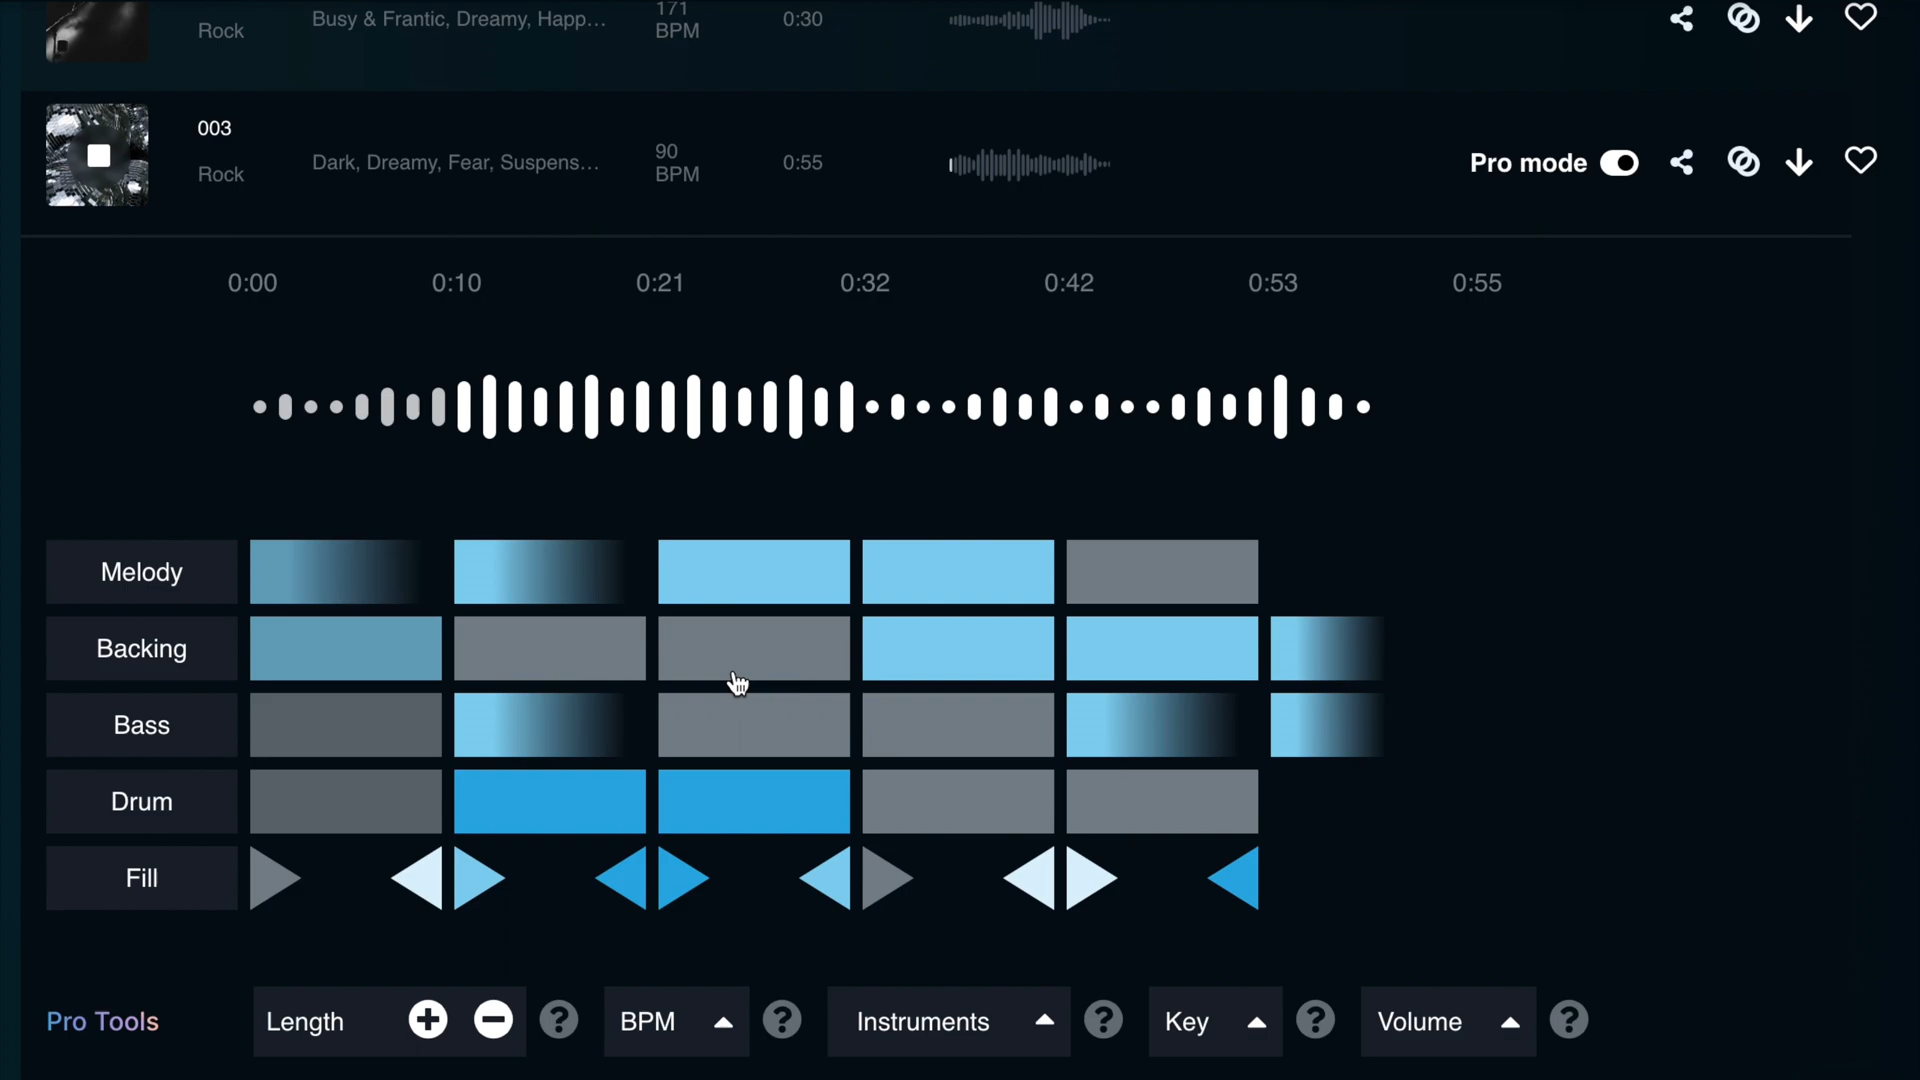 171
Busy & Frantic, Dreamy, Happ... BPM 0:30
Rock
003
Rock
Dark, Dreamy, Fear, Suspens...
90
BPM
0:55
Pro mode
0:00 0:10 0:21 0:32 0:42 0:53 0:55
Melody
Backing
Bass
Drum
Fill
Pro Tools
Length + − ?
BPM ?
Instruments ?
Key ?
Volume ?